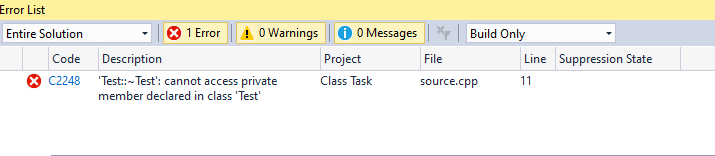 Error List
Entire Solution 1 Error 0 Warnings 0 Messages Build Only
Code Description Project File Line Suppression State
C2248 'Test::~Test': cannot access private Class Task source.cpp 11
member declared in class 'Test'